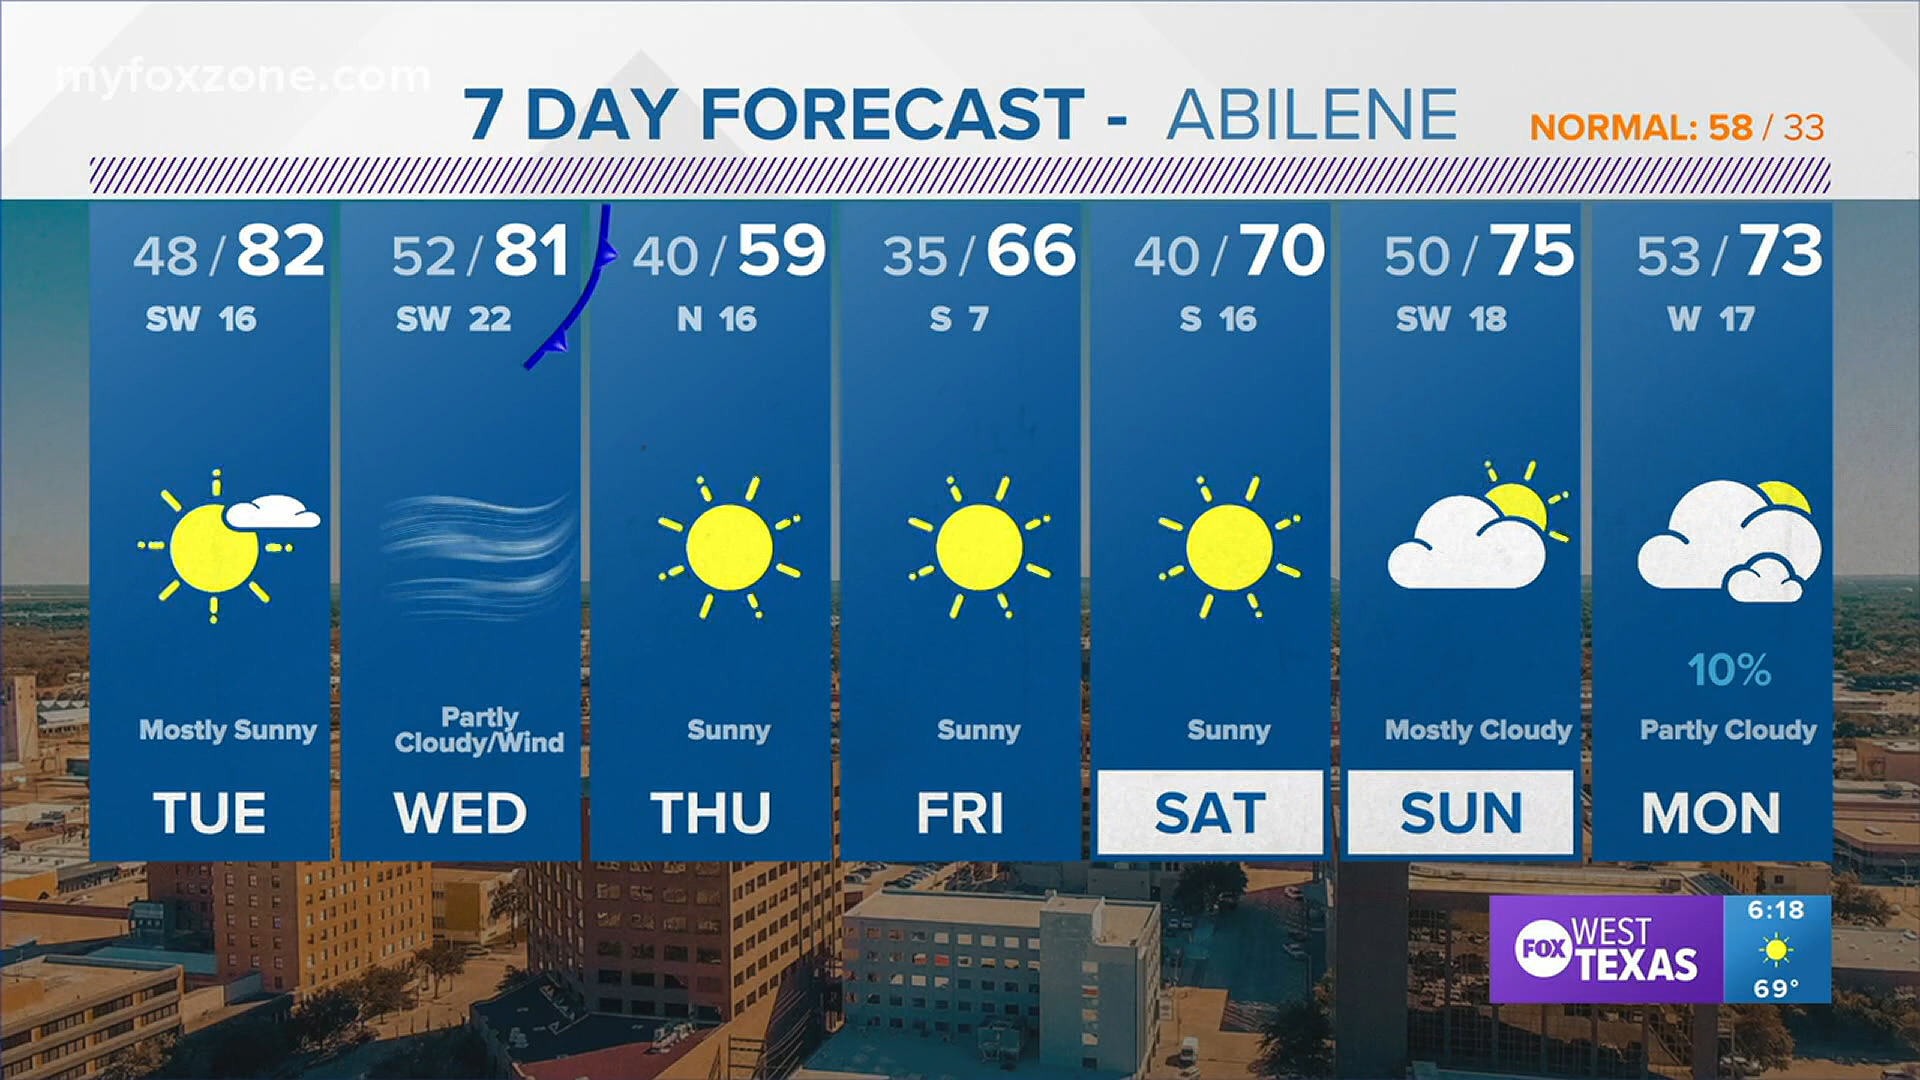 myfoxzone.com
7 DAY FORECAST - ABILENE
NORMAL: 58 / 33
48 / 82
SW 16
Mostly Sunny
TUE
52 / 81
SW 22
Partly
Cloudy/Wind
WED
40 / 59
N 16
Sunny
THU
35 / 66
S 7
Sunny
FRI
40 / 70
S 16
Sunny
SAT
50 / 75
SW 18
Mostly Cloudy
SUN
53 / 73
W 17
10%
Partly Cloudy
MON
FOX
WEST
TEXAS
6:18
69°